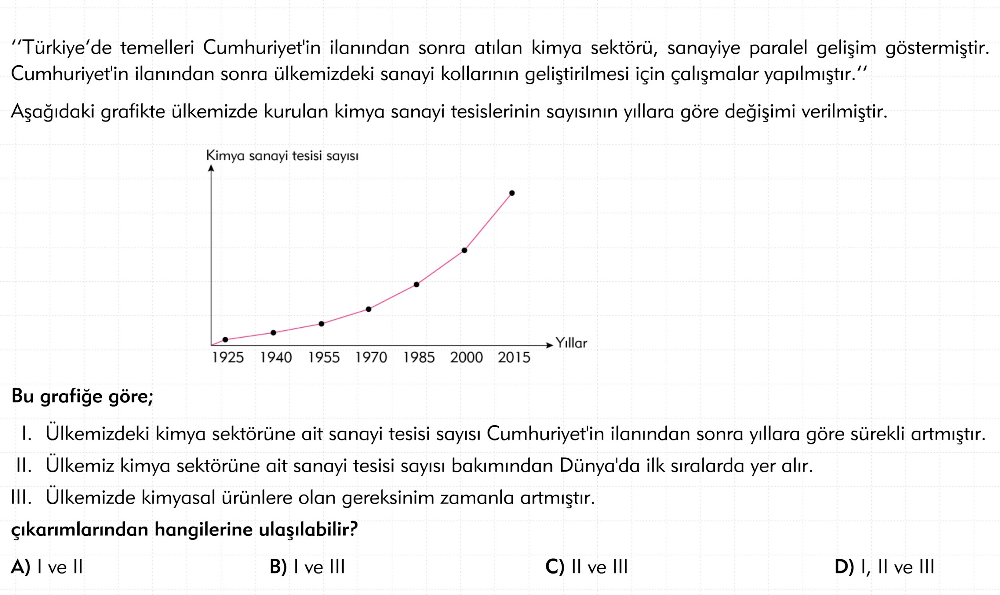 ‘‘Türkiye‘de temelleri Cumhuriyet'in ilanından sonra atılan kimya sektörü, sanayiye paralel gelişim göstermiştir.
Cumhuriyet'in ilanından sonra ülkemizdeki sanayi kollarının geliştirilmesi için çalışmalar yapılmıştır.‘‘
Aşağıdaki grafikte ülkemizde kurulan kimya sanayi tesislerinin sayısının yıllara göre değişimi verilmiştir.
Kimya sanayi tesisi sayısı
Yıllar
1925 1940 1955 1970 1985 2000 2015
Bu grafiğe göre;
I. Ülkemizdeki kimya sektörüne ait sanayi tesisi sayısı Cumhuriyet'in ilanından sonra yıllara göre sürekli artmıştır.
II. Ülkemiz kimya sektörüne ait sanayi tesisi sayısı bakımından Dünya'da ilk sıralarda yer alır.
III. Ülkemizde kimyasal ürünlere olan gereksinim zamanla artmıştır.
çıkarımlarından hangilerine ulaşılabilir?
A) I ve II B) I ve III C) II ve III D) I, II ve III